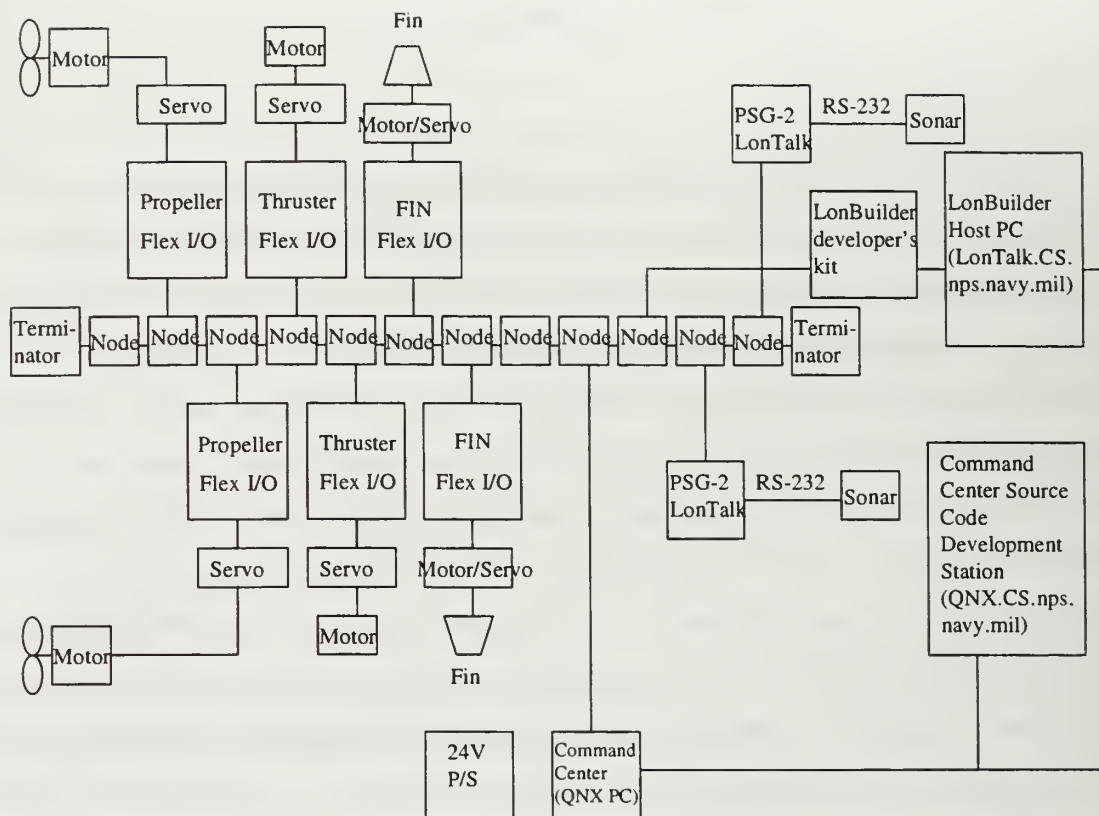 Fin
Motor
Motor
Servo
Servo
Motor/Servo
PSG-2
LonTalk
RS-232
Sonar
Propeller
Flex I/O
Thruster
Flex I/O
FIN
Flex I/O
LonBuilder
developer's
kit
LonBuilder
Host PC
(LonTalk.CS.
nps.navy.mil)
Termi-
nator
Node
Node
Node
Node
Node
Node
Node
Node
Node
Node
Node
Node
Termi-
nator
Propeller
Flex I/O
Thruster
Flex I/O
FIN
Flex I/O
PSG-2
LonTalk
RS-232
Sonar
Command
Center Source
Code
Development
Station
(QNX.CS.nps.
navy.mil)
Servo
Servo
Motor/Servo
Motor
Motor
Fin
24V
P/S
Command
Center
(QNX PC)